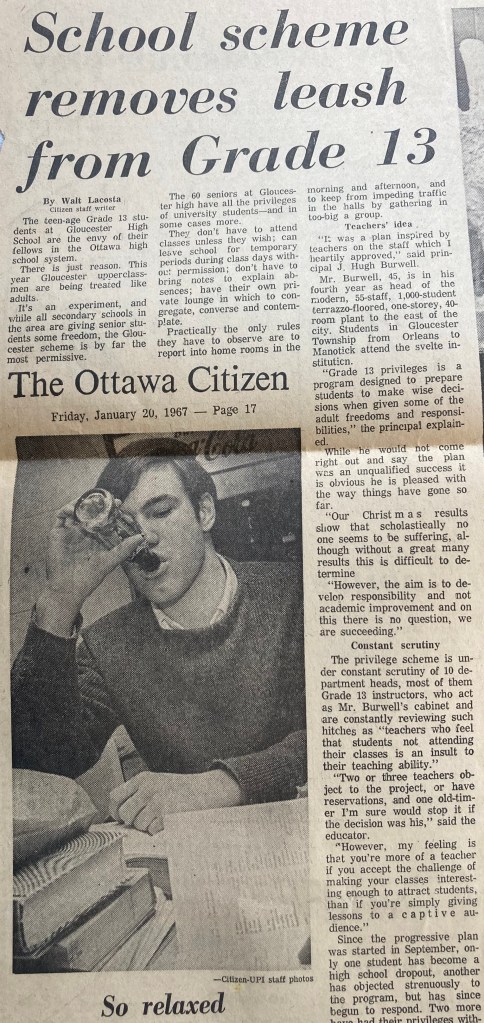 School scheme
removes leash
from Grade 13
By Walt Lacosta
Citizen staff writer
The teen-age Grade 13 stu-
dents at Gloucester High
School are the envy of their
fellows in the Ottawa high
school system.
There is just reason. This
year Gloucester upperclass-
men are being treated like
adults.
It's an experiment, and
while all secondary schools in
the area are giving senior stu-
dents some freedom, the Glou-
cester scheme is by far the
most permissive.
The 60 seniors at Glouces-
ter high have all the privileges
of university students—and in
some cases more.
They don't have to attend
classes unless they wish; can
leave school for temporary
periods during class days with-
out permission; don't have to
bring notes to explain ab-
sences; have their own pri-
vate lounge in which to con-
gregate, converse and contem-
plate.
Practically the only rules
they have to observe are to
report into home rooms in the
morning and afternoon, and
to keep from impeding traffic
in the halls by gathering in
too-big a group.
Teachers' idea
"It was a plan inspired by
teachers on the staff which I
heartily approved," said prin-
cipal J. Hugh Burwell.
Mr. Burwell, 45, is in his
fourth year as head of the
modern, 55-staff, 1,000-student
terrazzo-floored, one-storey, 40-
room plant to the east of the
city. Students in Gloucester
Township from Orleans to
Manotick attend the svelte in-
stitution.
"Grade 13 privileges is a
program designed to prepare
students to make wise deci-
sions when given some of the
adult freedoms and responsi-
bilities," the principal explain-
ed.
While he would not come
right out and say the plan
was an unqualified success it
is obvious he is pleased with
the way things have gone so
far.
"Our Christmas results
show that scholastically no
one seems to be suffering, al-
though without a great many
results this is difficult to de-
termine
"However, the aim is to de-
velop responsibility and not
academic improvement and on
this there is no question, we
are succeeding."
Constant scrutiny
The privilege scheme is un-
der constant scrutiny of 10 de-
partment heads, most of them
Grade 13 instructors, who act
as Mr. Burwell's cabinet and
are constantly reviewing such
hitches as "teachers who feel
that students not attending
their classes is an insult to
their teaching ability."
"Two or three teachers ob-
ject to the project, or have
reservations, and one old-tim-
er I'm sure would stop it if
the decision was his," said the
educator.
"However, my feeling is
that you're more of a teacher
if you accept the challenge of
making your classes interest-
ing enough to attract students,
than if you're simply giving
lessons to a captive au-
dience."
Since the progressive plan
was started in September, on-
ly one student has become a
high school dropout, another
has objected strenuously to
the program, but has since
begun to respond. Two more
have had their privileges with-
The Ottawa Citizen
Friday, January 20, 1967 — Page 17
Coca-Cola
—Citizen-UPI staff photos
So relaxed